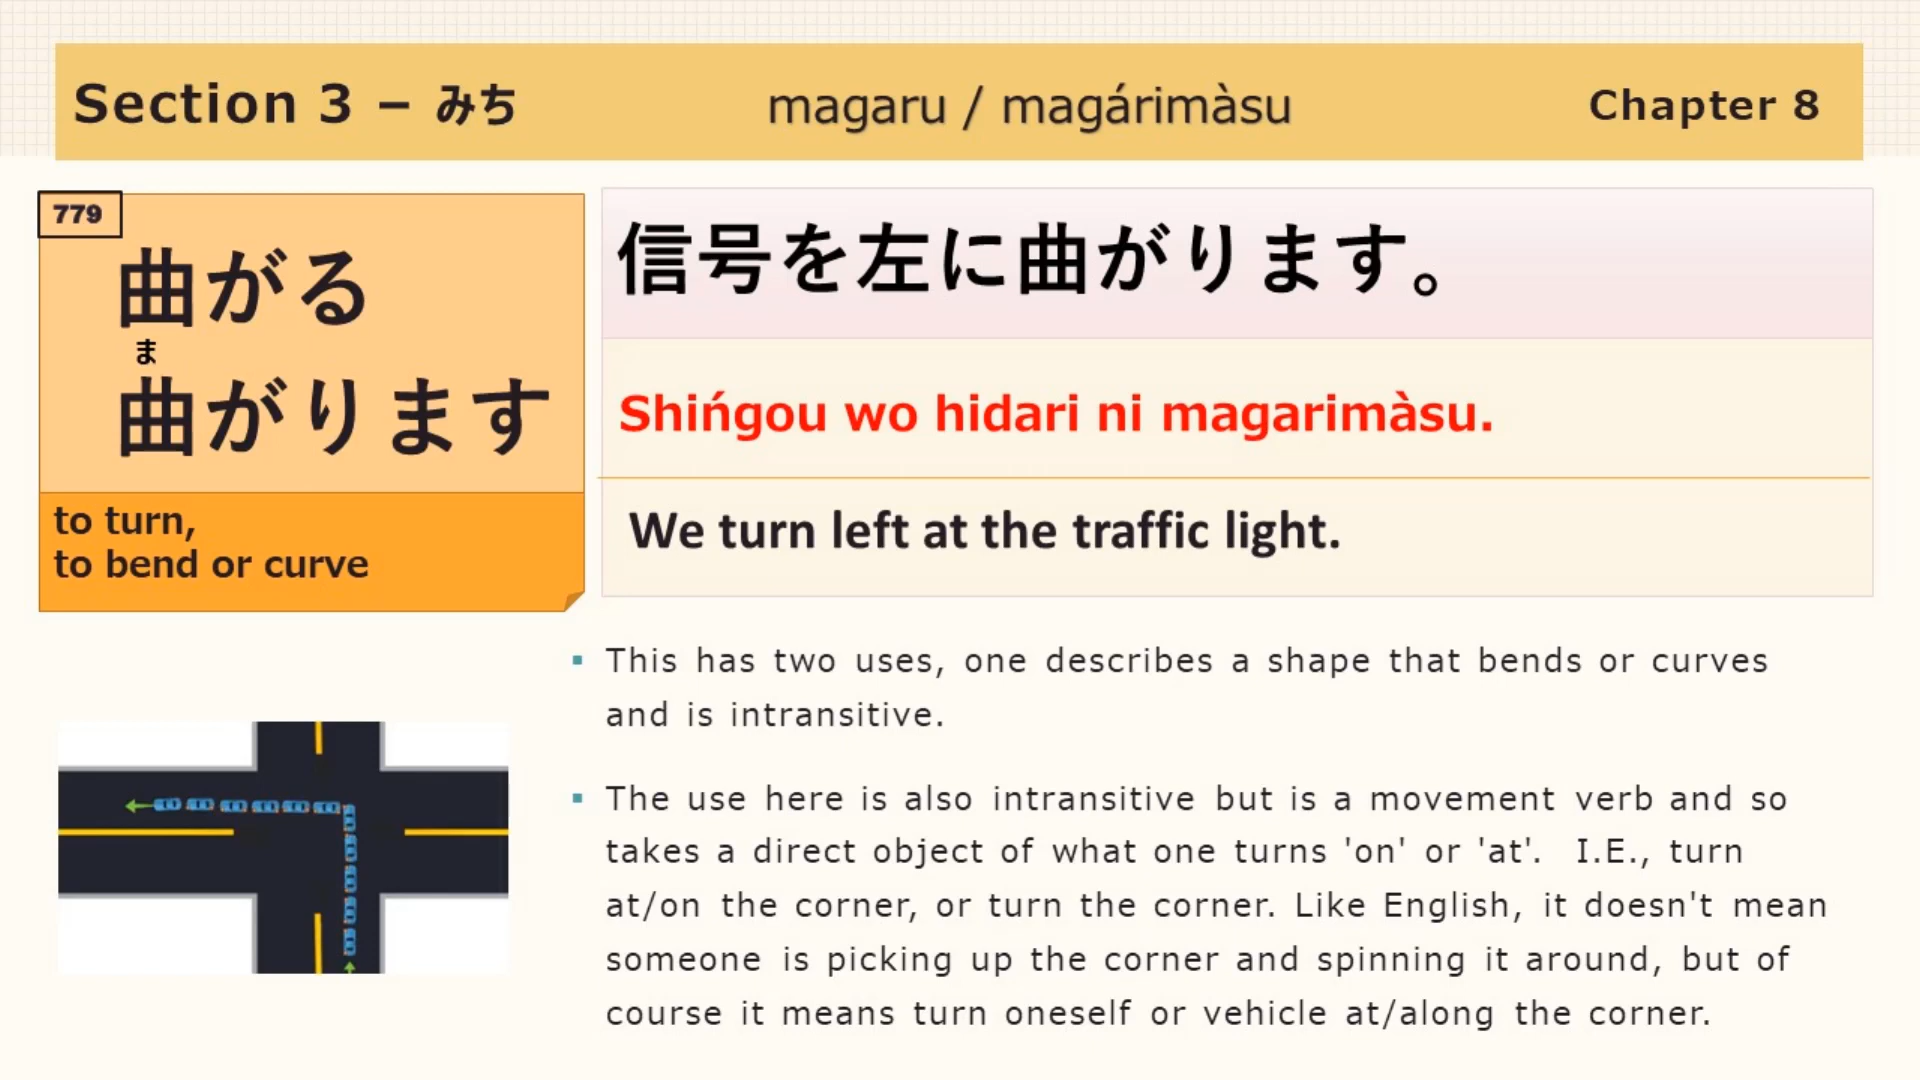 Section 3 – みち
magaru / magárimàsu
Chapter 8
779
曲がる
ま
曲がります
to turn,
to bend or curve
信号を左に曲がります。
Shińgou wo hidari ni magarimàsu.
We turn left at the traffic light.
▪ This has two uses, one describes a shape that bends or curves
and is intransitive.
▪ The use here is also intransitive but is a movement verb and so
takes a direct object of what one turns 'on' or 'at'.  I.E., turn
at/on the corner, or turn the corner. Like English, it doesn't mean
someone is picking up the corner and spinning it around, but of
course it means turn oneself or vehicle at/along the corner.